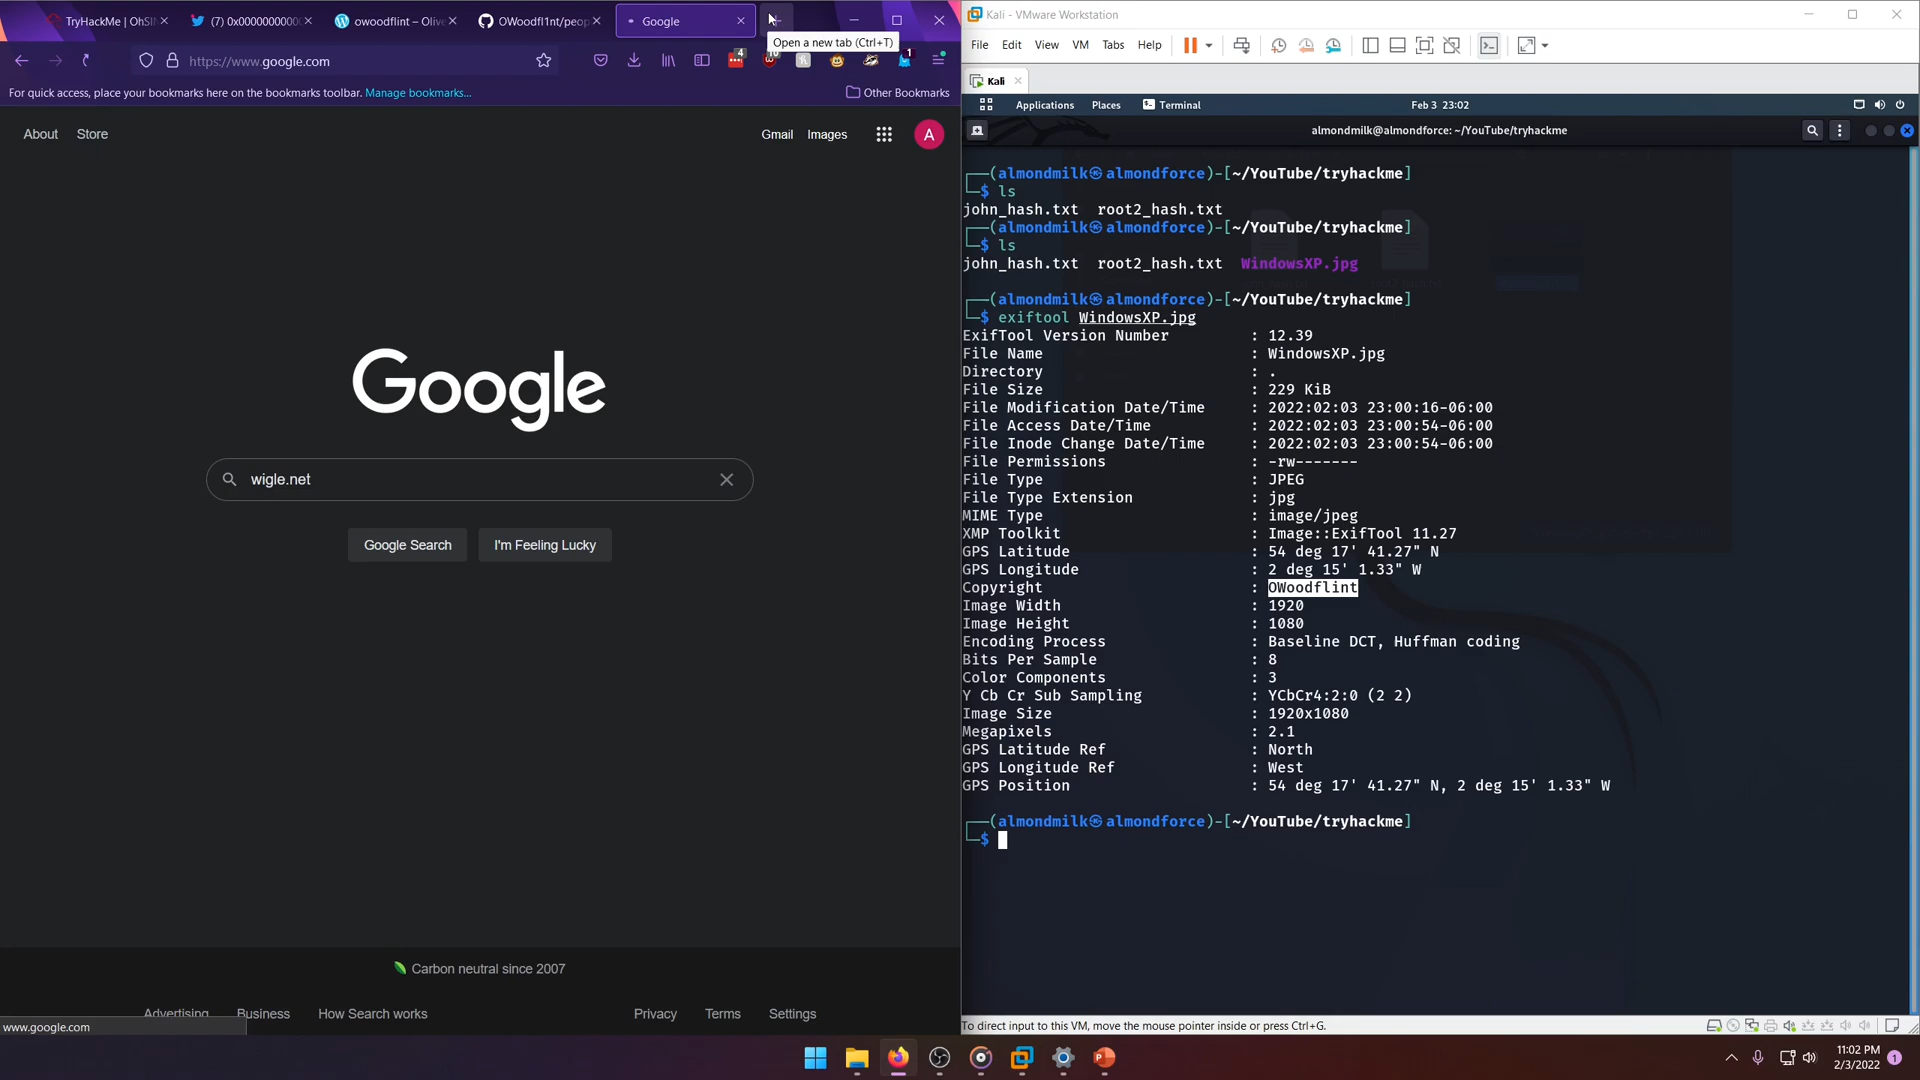 TryHackMe | OhSIN
(7) 0x00000000000
owoodflint – Olive
OWoodfl1nt/peop
Google
Open a new tab (Ctrl+T)
https://www.google.com
4
10
1
For quick access, place your bookmarks here on the bookmarks toolbar. Manage bookmarks...
Other Bookmarks
About
Store
Gmail
Images
A
Google
wigle.net
Google Search
I'm Feeling Lucky
Carbon neutral since 2007
Advertising
Business
How Search works
Privacy
Terms
Settings
www.google.com
Kali - VMware Workstation
File Edit View VM Tabs Help
Kali
Applications Places Terminal
Feb 3 23:02
almondmilk@almondforce: ~/YouTube/tryhackme
┌──(almondmilk㉿almondforce)-[~/YouTube/tryhackme]
└─$ ls
john_hash.txt root2_hash.txt
┌──(almondmilk㉿almondforce)-[~/YouTube/tryhackme]
└─$ ls
john_hash.txt root2_hash.txt WindowsXP.jpg
┌──(almondmilk㉿almondforce)-[~/YouTube/tryhackme]
└─$ exiftool WindowsXP.jpg
ExifTool Version Number : 12.39
File Name : WindowsXP.jpg
Directory : .
File Size : 229 KiB
File Modification Date/Time : 2022:02:03 23:00:16-06:00
File Access Date/Time : 2022:02:03 23:00:54-06:00
File Inode Change Date/Time : 2022:02:03 23:00:54-06:00
File Permissions : -rw-------
File Type : JPEG
File Type Extension : jpg
MIME Type : image/jpeg
XMP Toolkit : Image::ExifTool 11.27
GPS Latitude : 54 deg 17' 41.27" N
GPS Longitude : 2 deg 15' 1.33" W
Copyright : OWoodflint
Image Width : 1920
Image Height : 1080
Encoding Process : Baseline DCT, Huffman coding
Bits Per Sample : 8
Color Components : 3
Y Cb Cr Sub Sampling : YCbCr4:2:0 (2 2)
Image Size : 1920x1080
Megapixels : 2.1
GPS Latitude Ref : North
GPS Longitude Ref : West
GPS Position : 54 deg 17' 41.27" N, 2 deg 15' 1.33" W
┌──(almondmilk㉿almondforce)-[~/YouTube/tryhackme]
└─$
To direct input to this VM, move the mouse pointer inside or press Ctrl+G.
11:02 PM
2/3/2022
1